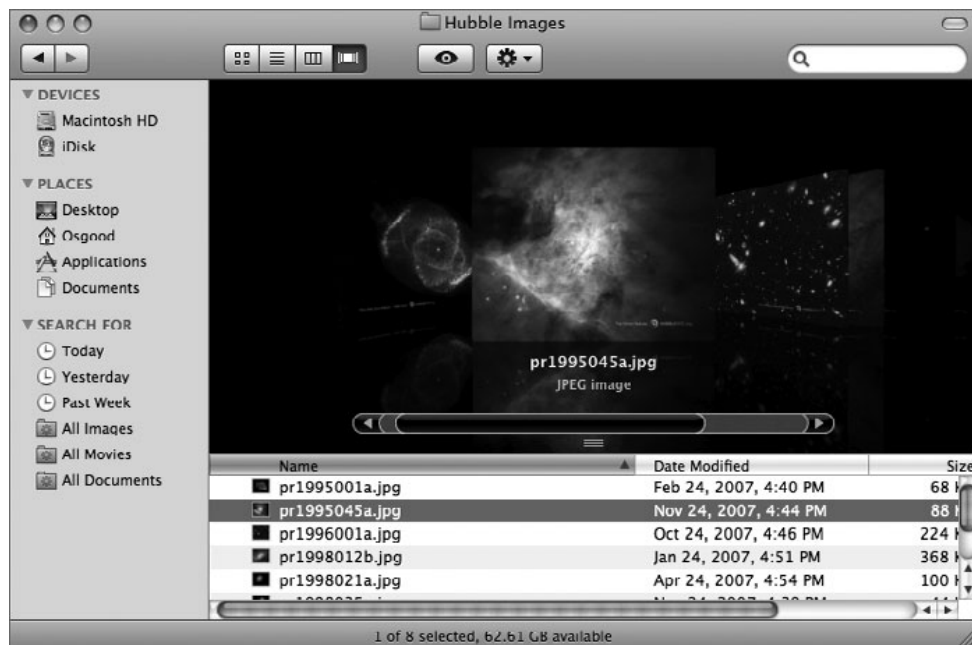 Hubble Images
DEVICES
Macintosh HD
iDisk
PLACES
Desktop
Osgood
Applications
Documents
SEARCH FOR
Today
Yesterday
Past Week
All Images
All Movies
All Documents
pr1995045a.jpg
JPEG image
Name Date Modified Size
pr1995001a.jpg Feb 24, 2007, 4:40 PM 68
pr1995045a.jpg Nov 24, 2007, 4:44 PM 88
pr1996001a.jpg Oct 24, 2007, 4:46 PM 224
pr1998012b.jpg Jan 24, 2007, 4:51 PM 368
pr1998021a.jpg Apr 24, 2007, 4:54 PM 100
1 of 8 selected, 62.61 GB available